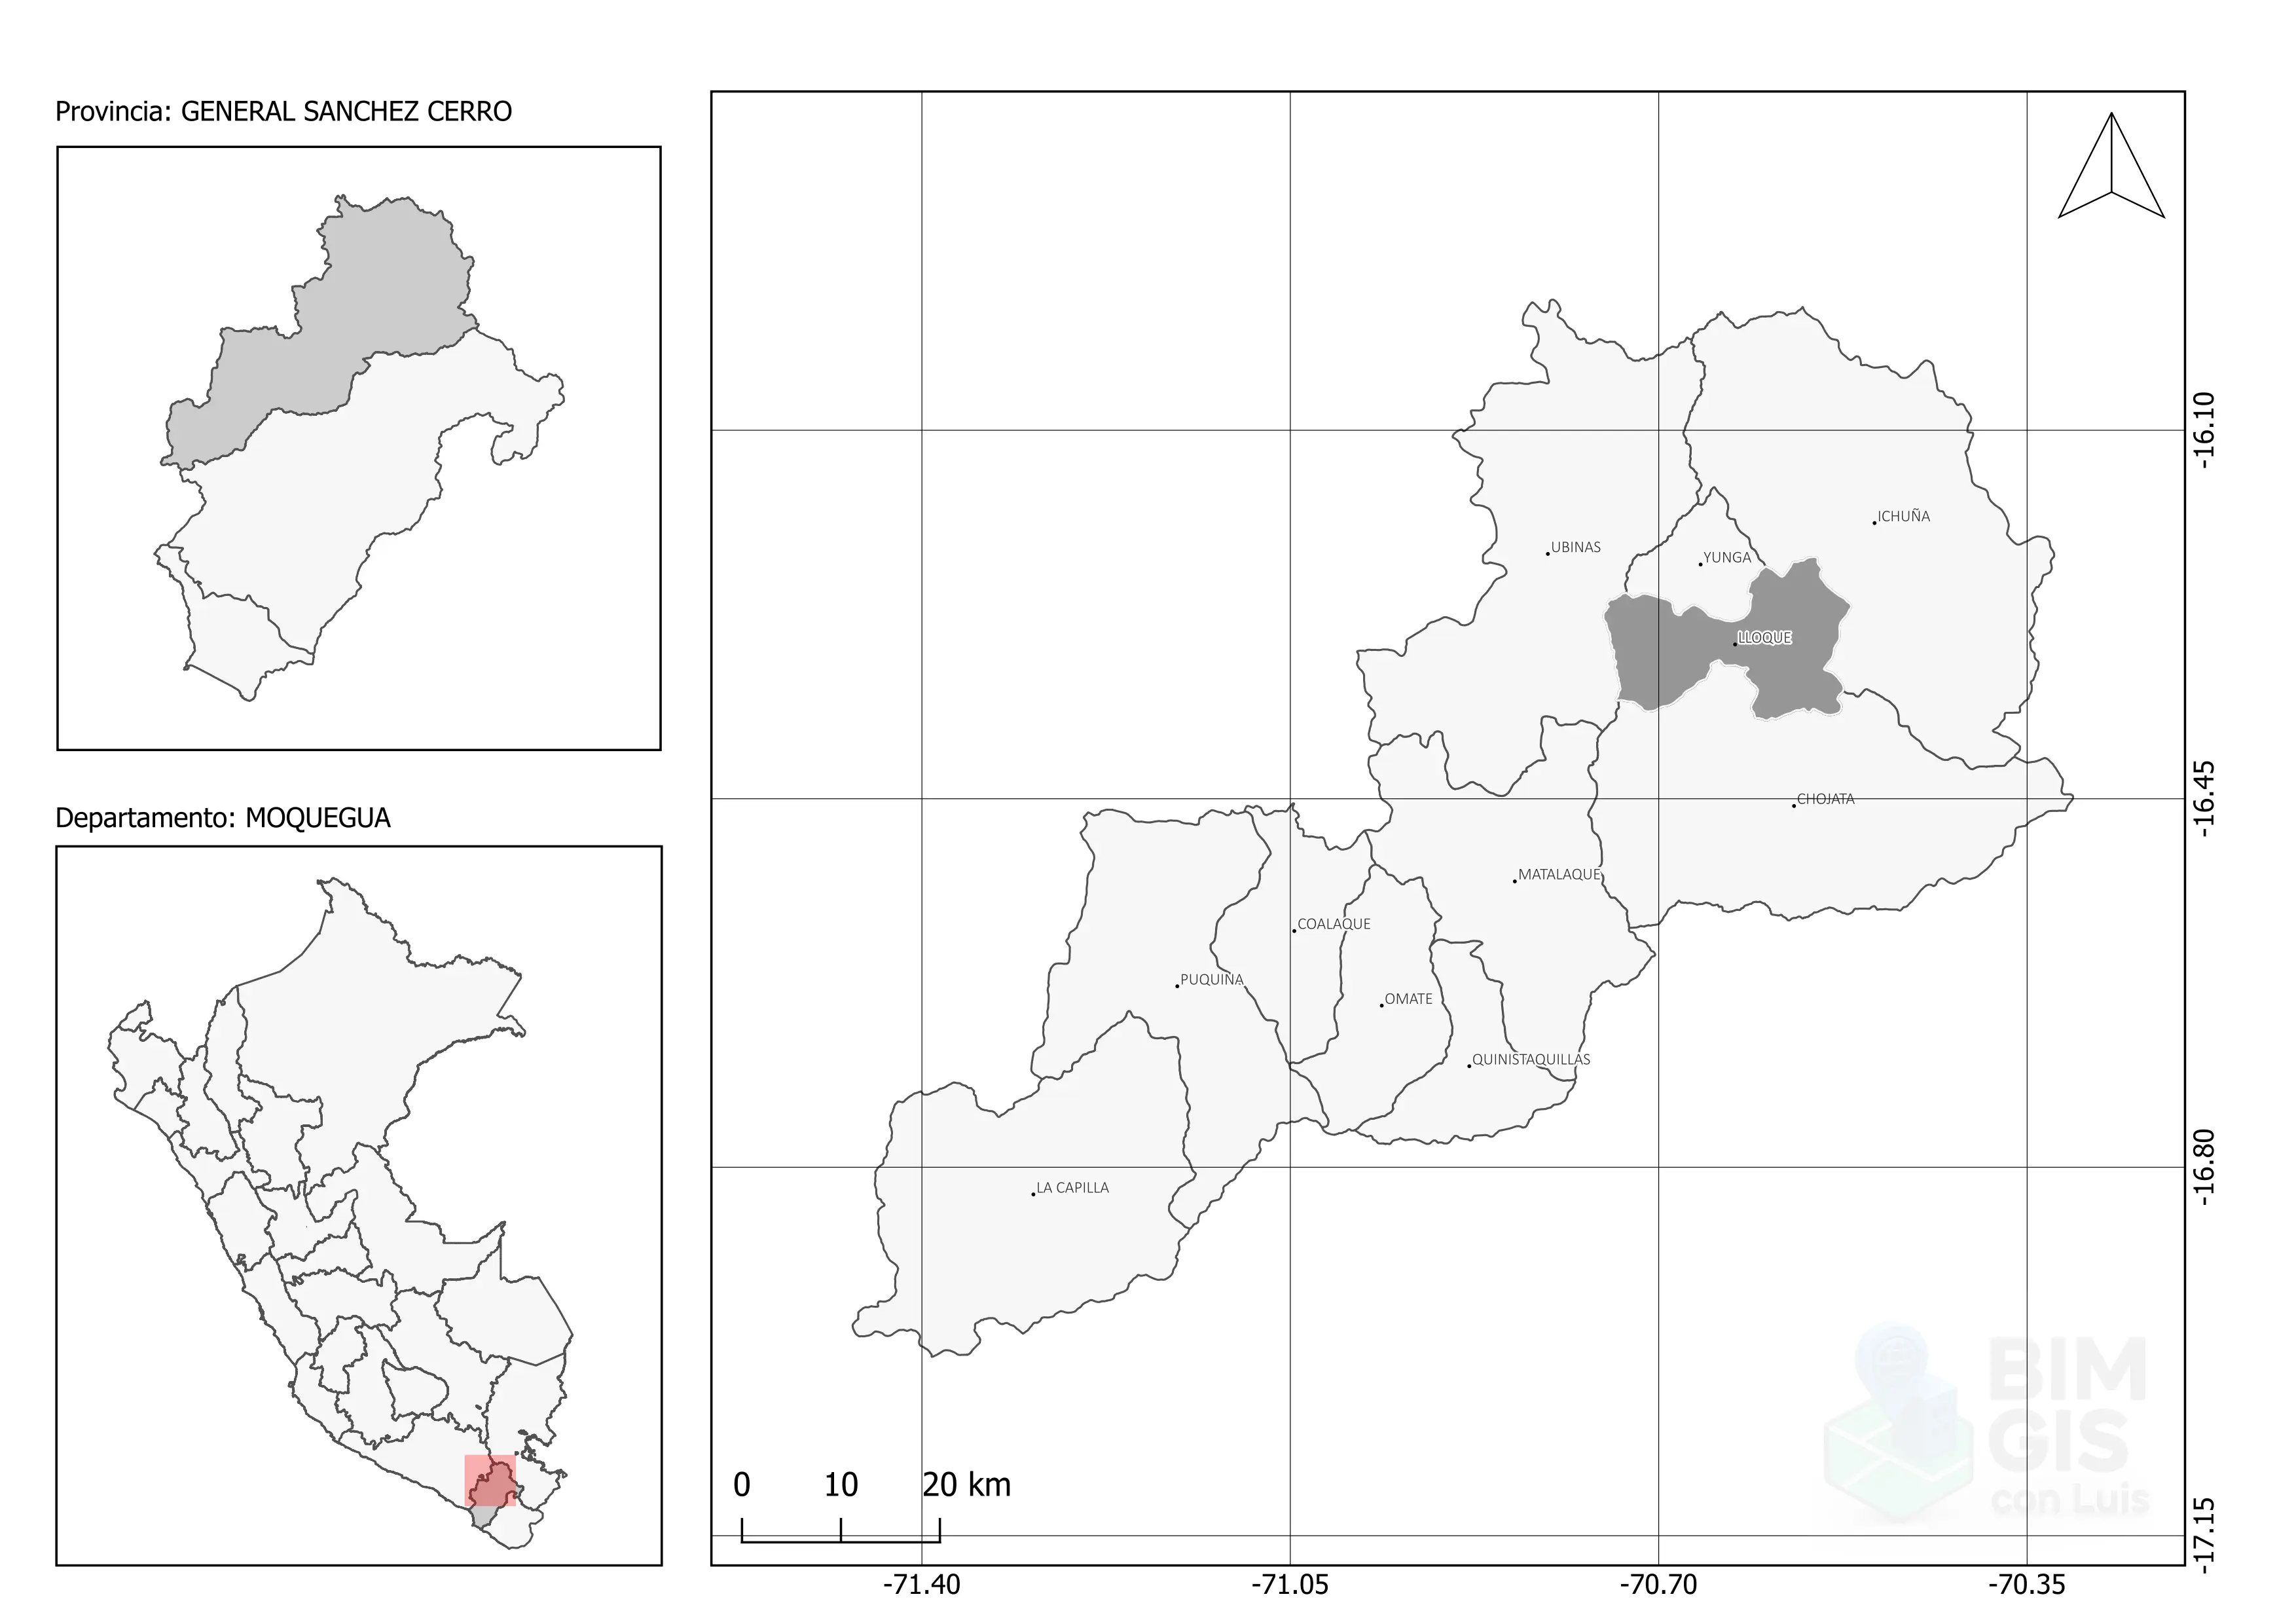 Provincia: GENERAL SANCHEZ CERRO
Departamento: MOQUEGUA
ICHUÑA
UBINAS
YUNGA
LLOQUE
CHOJATA
MATALAQUE
COALAQUE
PUQUINA
OMATE
QUINISTAQUILLAS
LA CAPILLA
-16.10
-16.45
-16.80
-17.15
0 10 20 km
-71.40 -71.05 -70.70 -70.35
BIM
GIS
con Luis